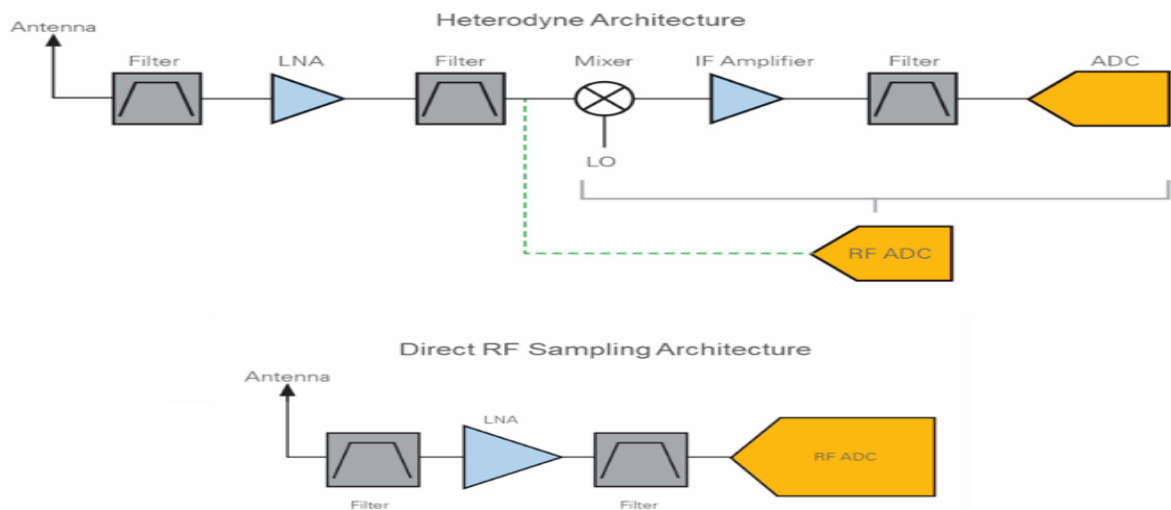 Heterodyne Architecture
Antenna
Filter
LNA
Filter
Mixer
IF Amplifier
Filter
ADC
LO
RF ADC
Direct RF Sampling Architecture
Antenna
LNA
RF ADC
Filter
Filter